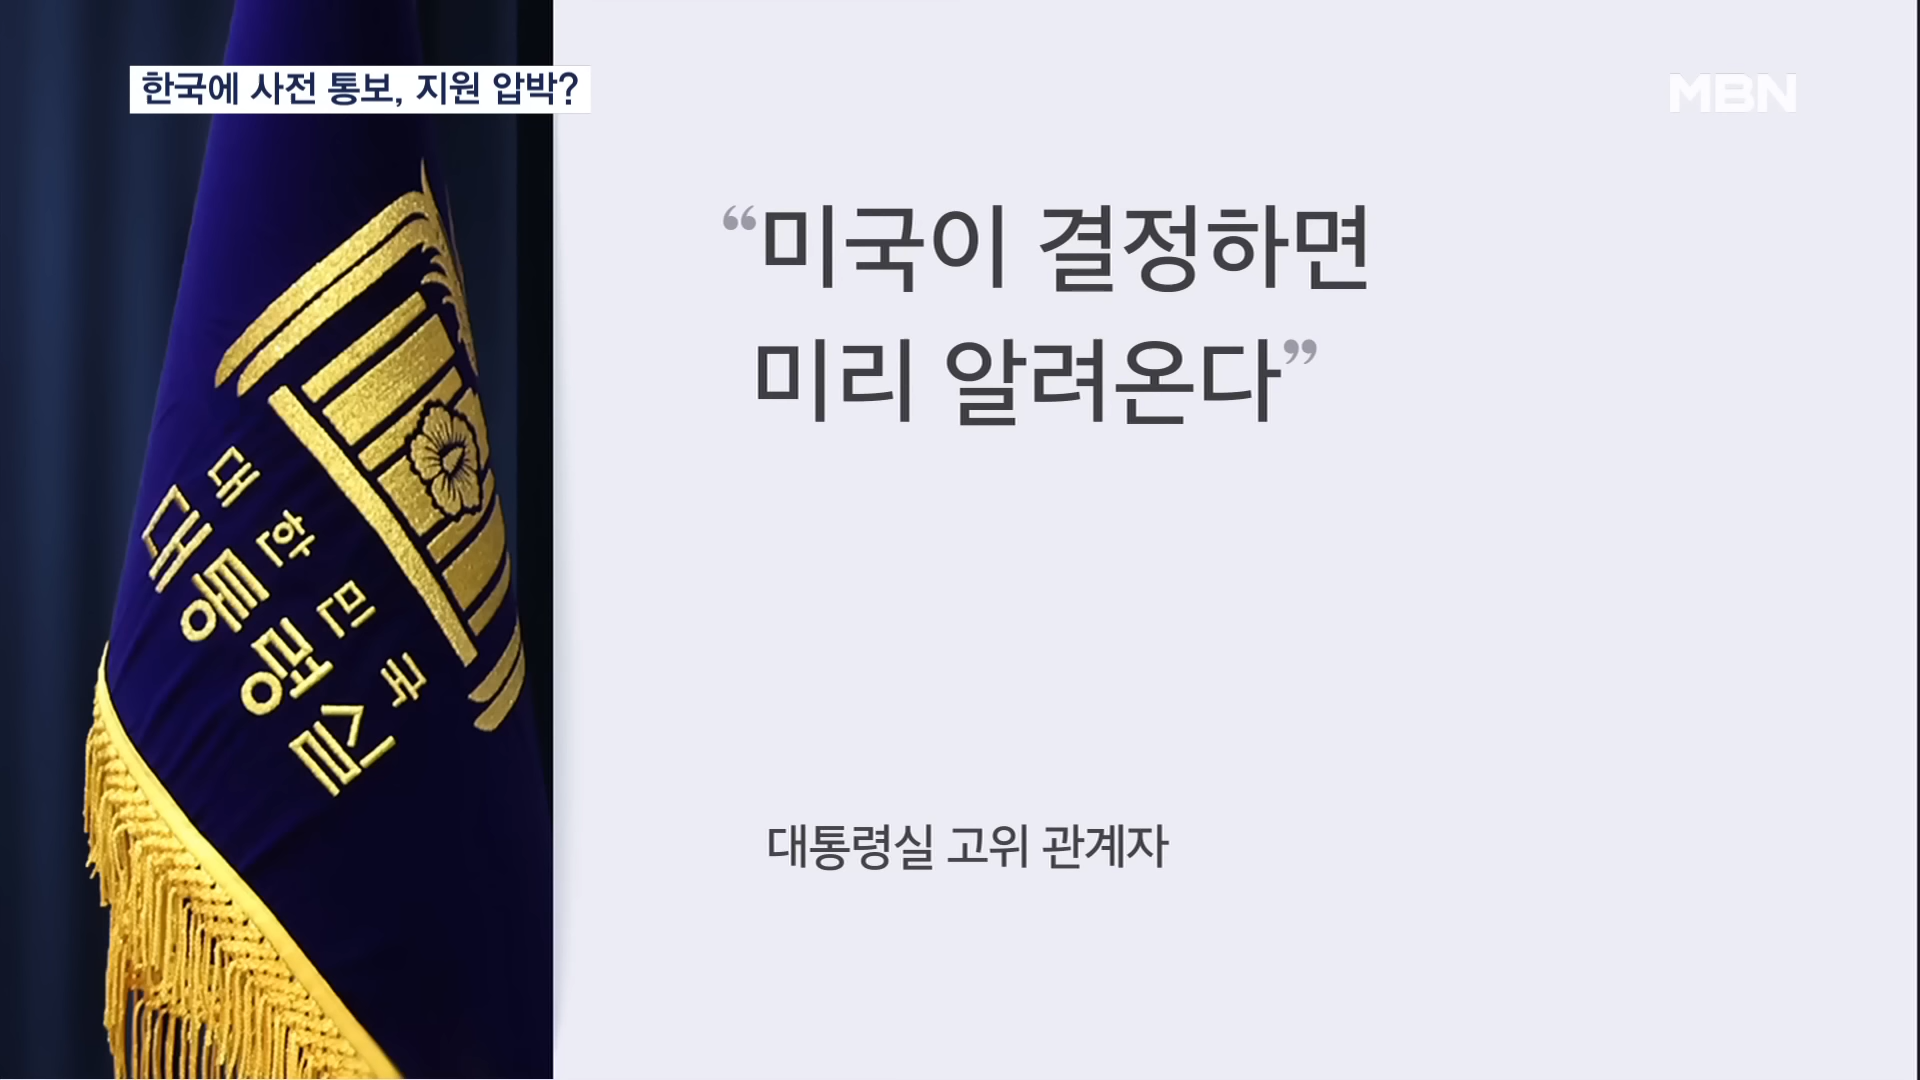 한국에 사전 통보, 지원 압박?
MBN
“미국이 결정하면
미리 알려온다”
대한민국
대통령실
대통령실 고위 관계자